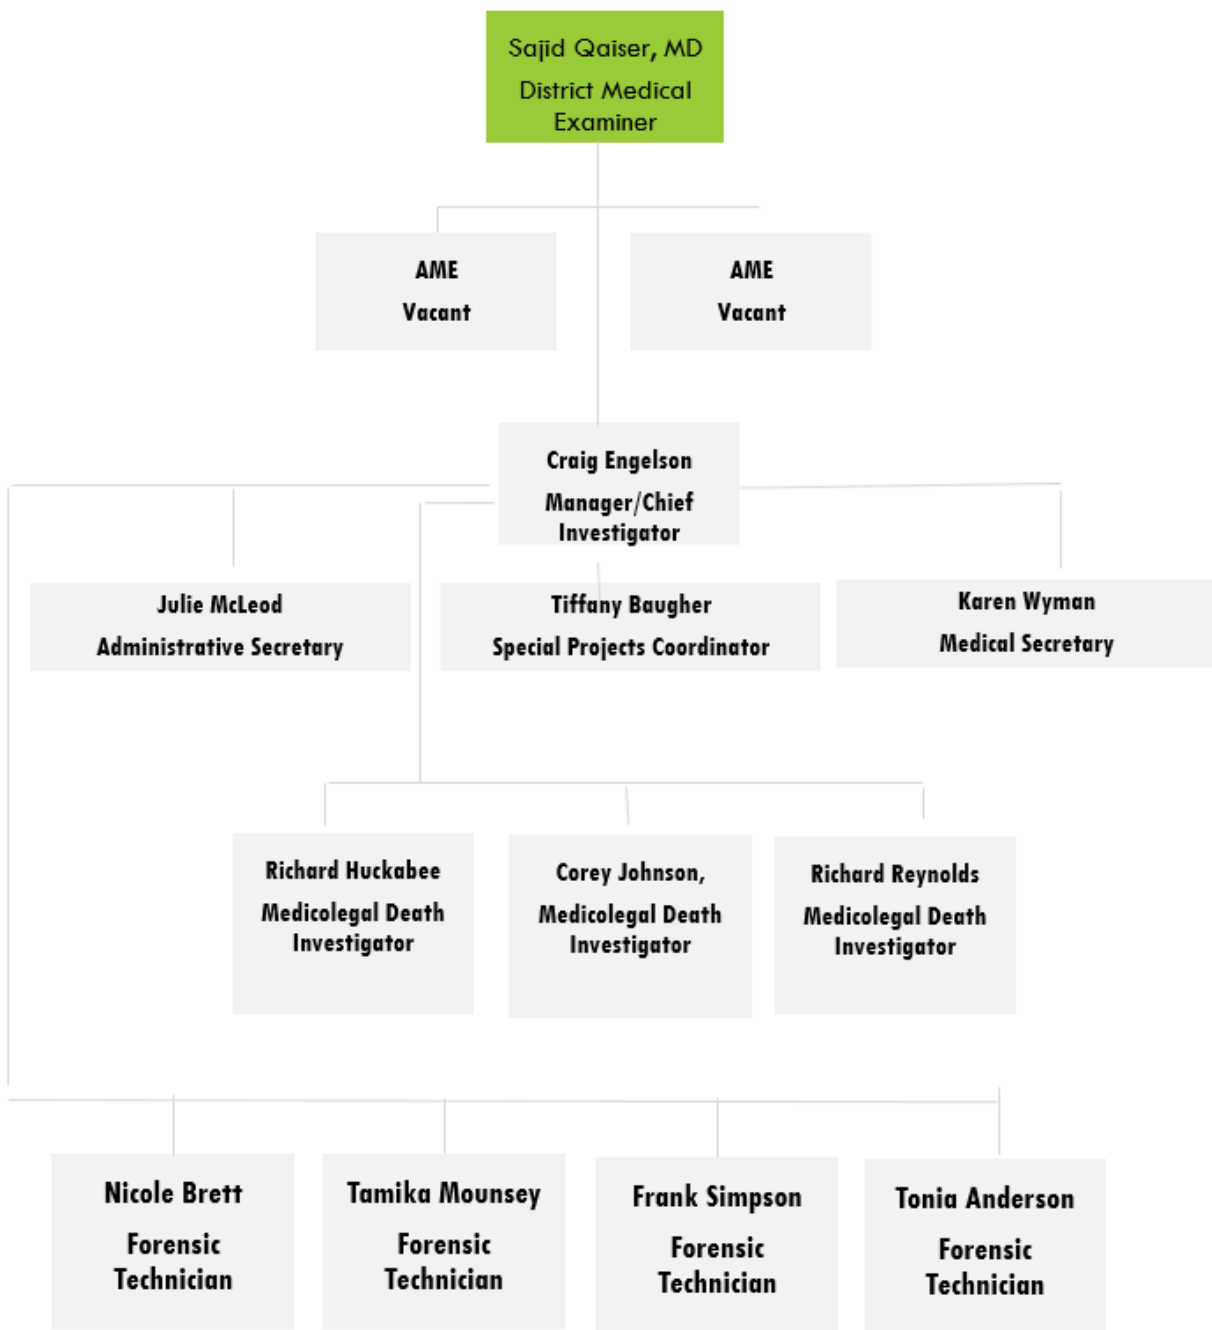 Sajid Qaiser, MD
District Medical
Examiner
AME
Vacant
AME
Vacant
Craig Engelson
Manager/Chief
Investigator
Julie McLeod
Administrative Secretary
Tiffany Baugher
Special Projects Coordinator
Karen Wyman
Medical Secretary
Richard Huckabee
Medicolegal Death
Investigator
Corey Johnson,
Medicolegal Death
Investigator
Richard Reynolds
Medicolegal Death
Investigator
Nicole Brett
Forensic
Technician
Tamika Mounsey
Forensic
Technician
Frank Simpson
Forensic
Technician
Tonia Anderson
Forensic
Technician